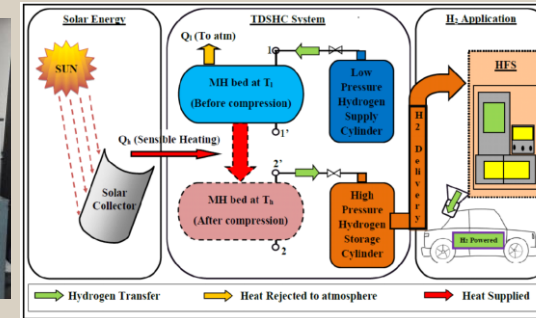 Solar Energy
SUN
Qh (Sensible Heating)
Solar
Collector
TDSHC System
Ql (To atm)
1
MH bed at Tl
(Before compression)
1'
Low
Pressure
Hydrogen
Supply
Cylinder
2'
MH bed at Th
(After compression)
2
High
Pressure
Hydrogen
Storage
Cylinder
H2 Delivery
H2 Application
HFS
H2 Powered
Hydrogen Transfer
Heat Rejected to atmosphere
Heat Supplied